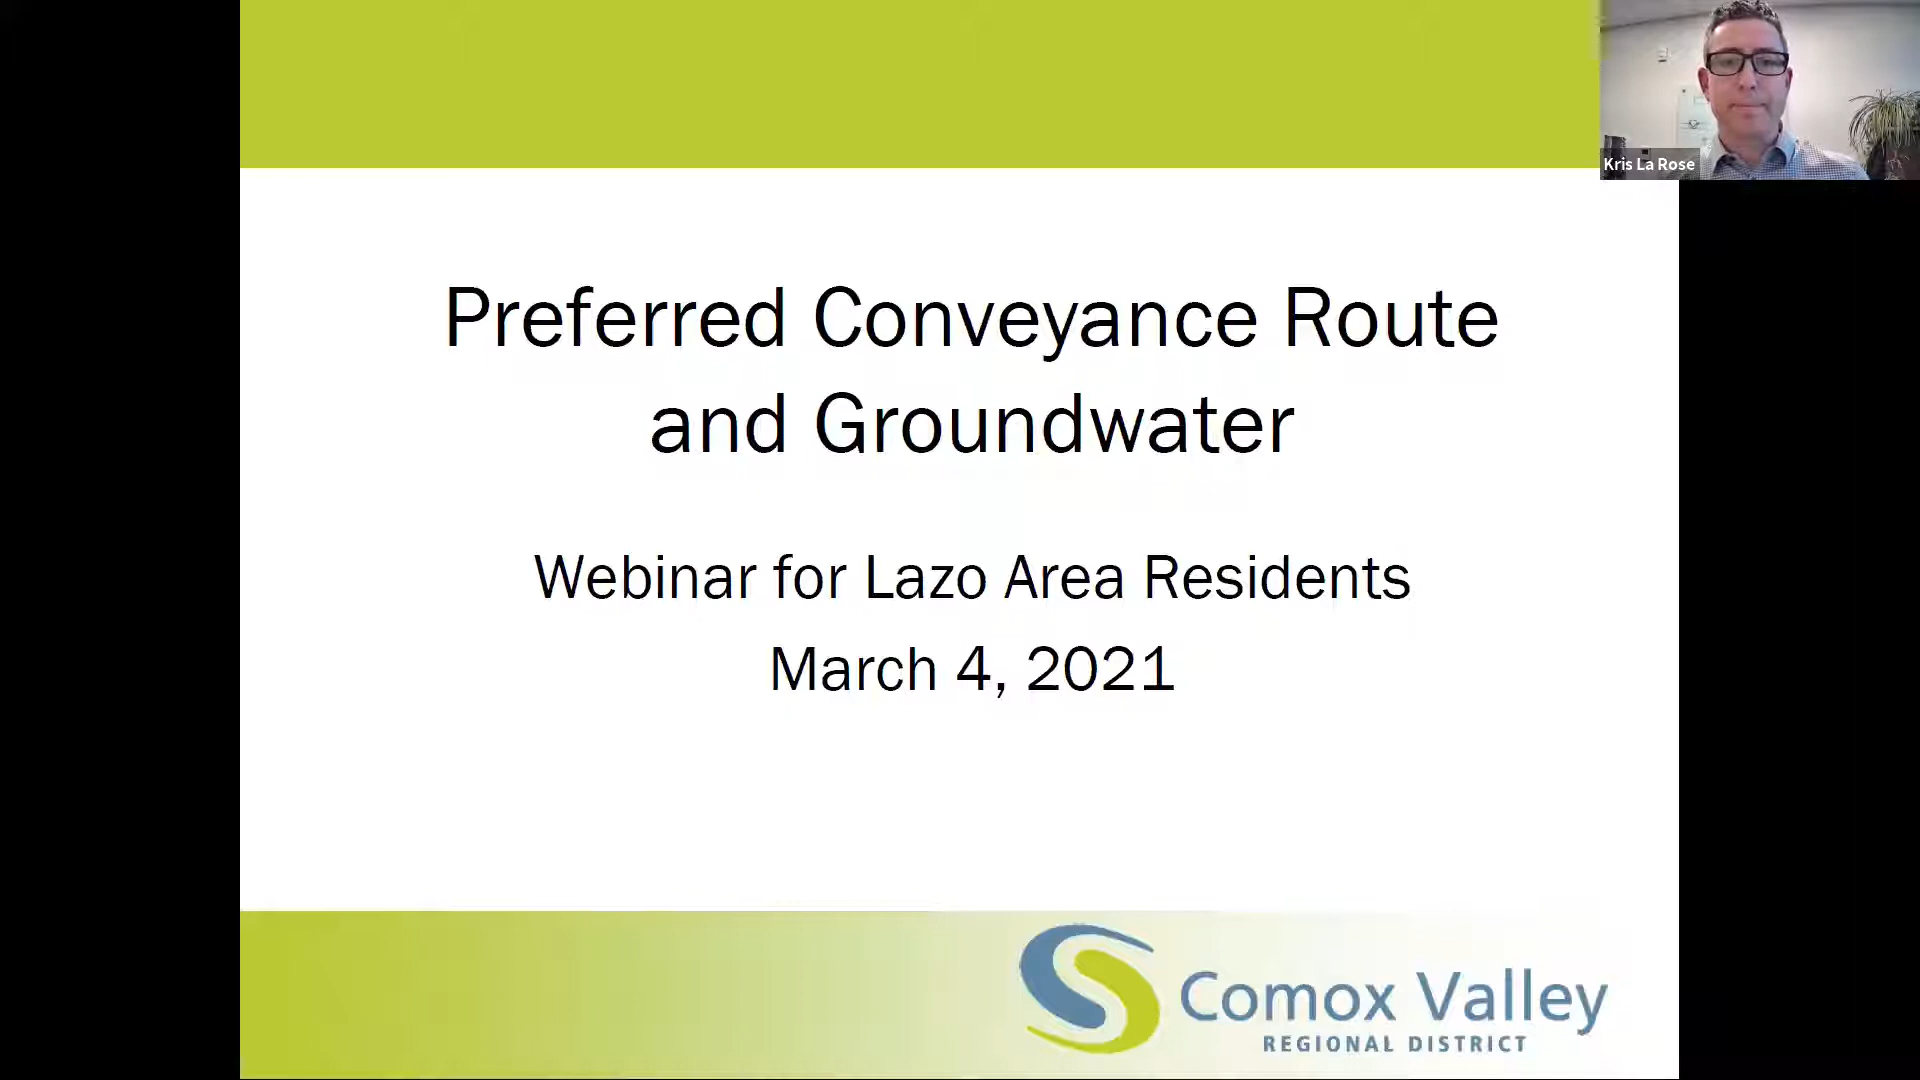 Kris La Rose
Preferred Conveyance Route
and Groundwater
Webinar for Lazo Area Residents
March 4, 2021
Comox Valley
REGIONAL DISTRICT